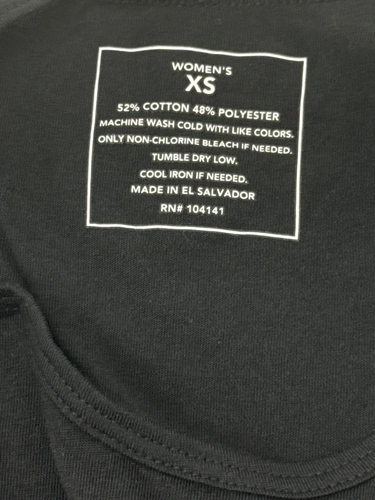 WOMEN'S
XS
52% COTTON 48% POLYESTER
MACHINE WASH COLD WITH LIKE COLORS.
ONLY NON-CHLORINE BLEACH IF NEEDED.
TUMBLE DRY LOW.
COOL IRON IF NEEDED.
MADE IN EL SALVADOR
RN# 104141